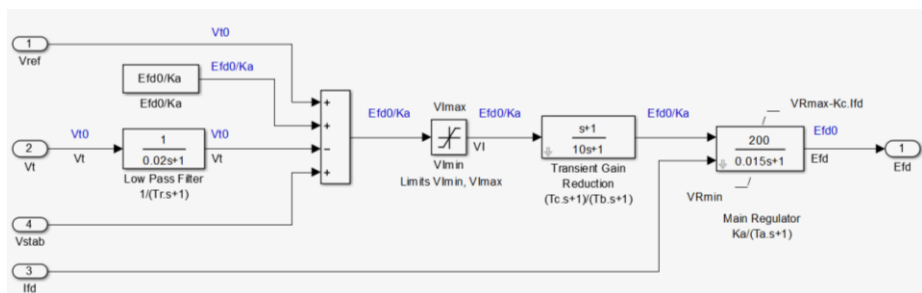 Vt0
1
Vref
Efd0/Ka
Efd0/Ka
Efd0/Ka
+
+
−
+
Efd0/Ka
VImax
Efd0/Ka
VI
VImin
Limits VImin, VImax
s+1
10s+1
Transient Gain
Reduction
(Tc.s+1)/(Tb.s+1)
Efd0/Ka
VRmax-Kc.Ifd
200
0.015s+1
VRmin
Main Regulator
Ka/(Ta.s+1)
Efd0
Efd
1
Efd
2
Vt
Vt0
Vt
1
0.02s+1
Low Pass Filter
1/(Tr.s+1)
Vt0
Vt
4
Vstab
3
Ifd